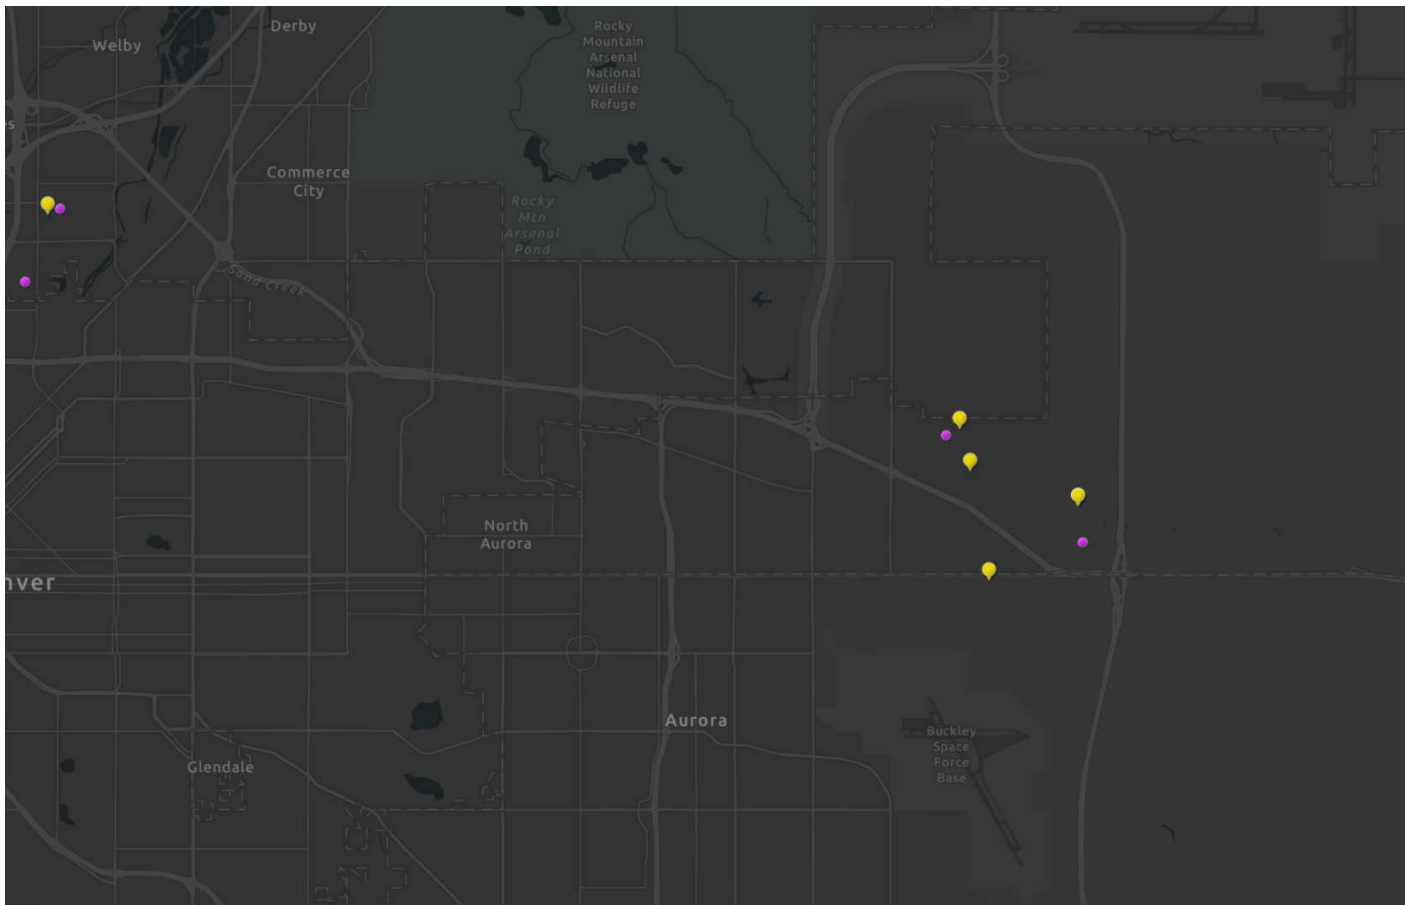 Derby
Welby
Rocky
Mountain
Arsenal
National
Wildlife
Refuge
es
Commerce
City
Rocky
Mtn
Arsenal
Pond
Sand Creek
North
Aurora
nver
Aurora
Buckley
Space
Force
Base
Glendale